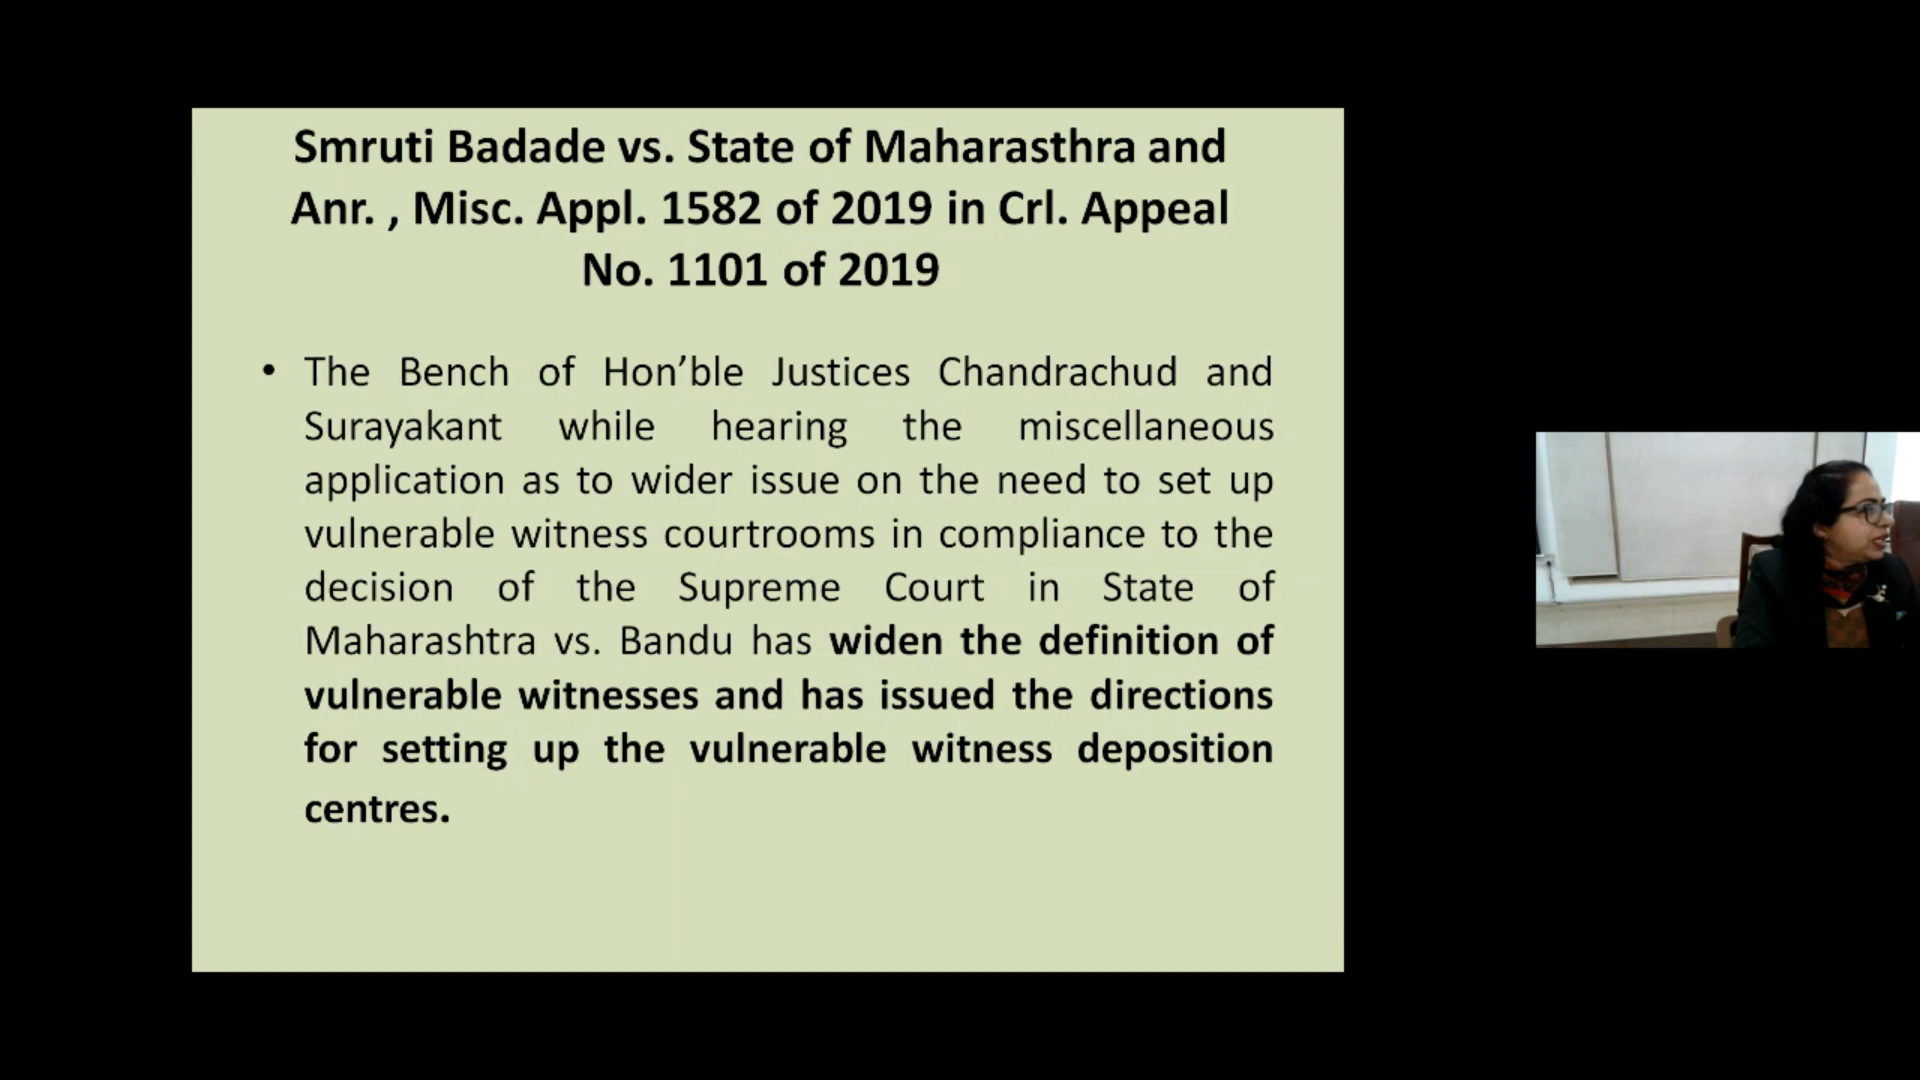 Smruti Badade vs. State of Maharasthra and
Anr. , Misc. Appl. 1582 of 2019 in Crl. Appeal
No. 1101 of 2019
• The Bench of Hon’ble Justices Chandrachud and
Surayakant while hearing the miscellaneous
application as to wider issue on the need to set up
vulnerable witness courtrooms in compliance to the
decision of the Supreme Court in State of
Maharashtra vs. Bandu has widen the definition of
vulnerable witnesses and has issued the directions
for setting up the vulnerable witness deposition
centres.